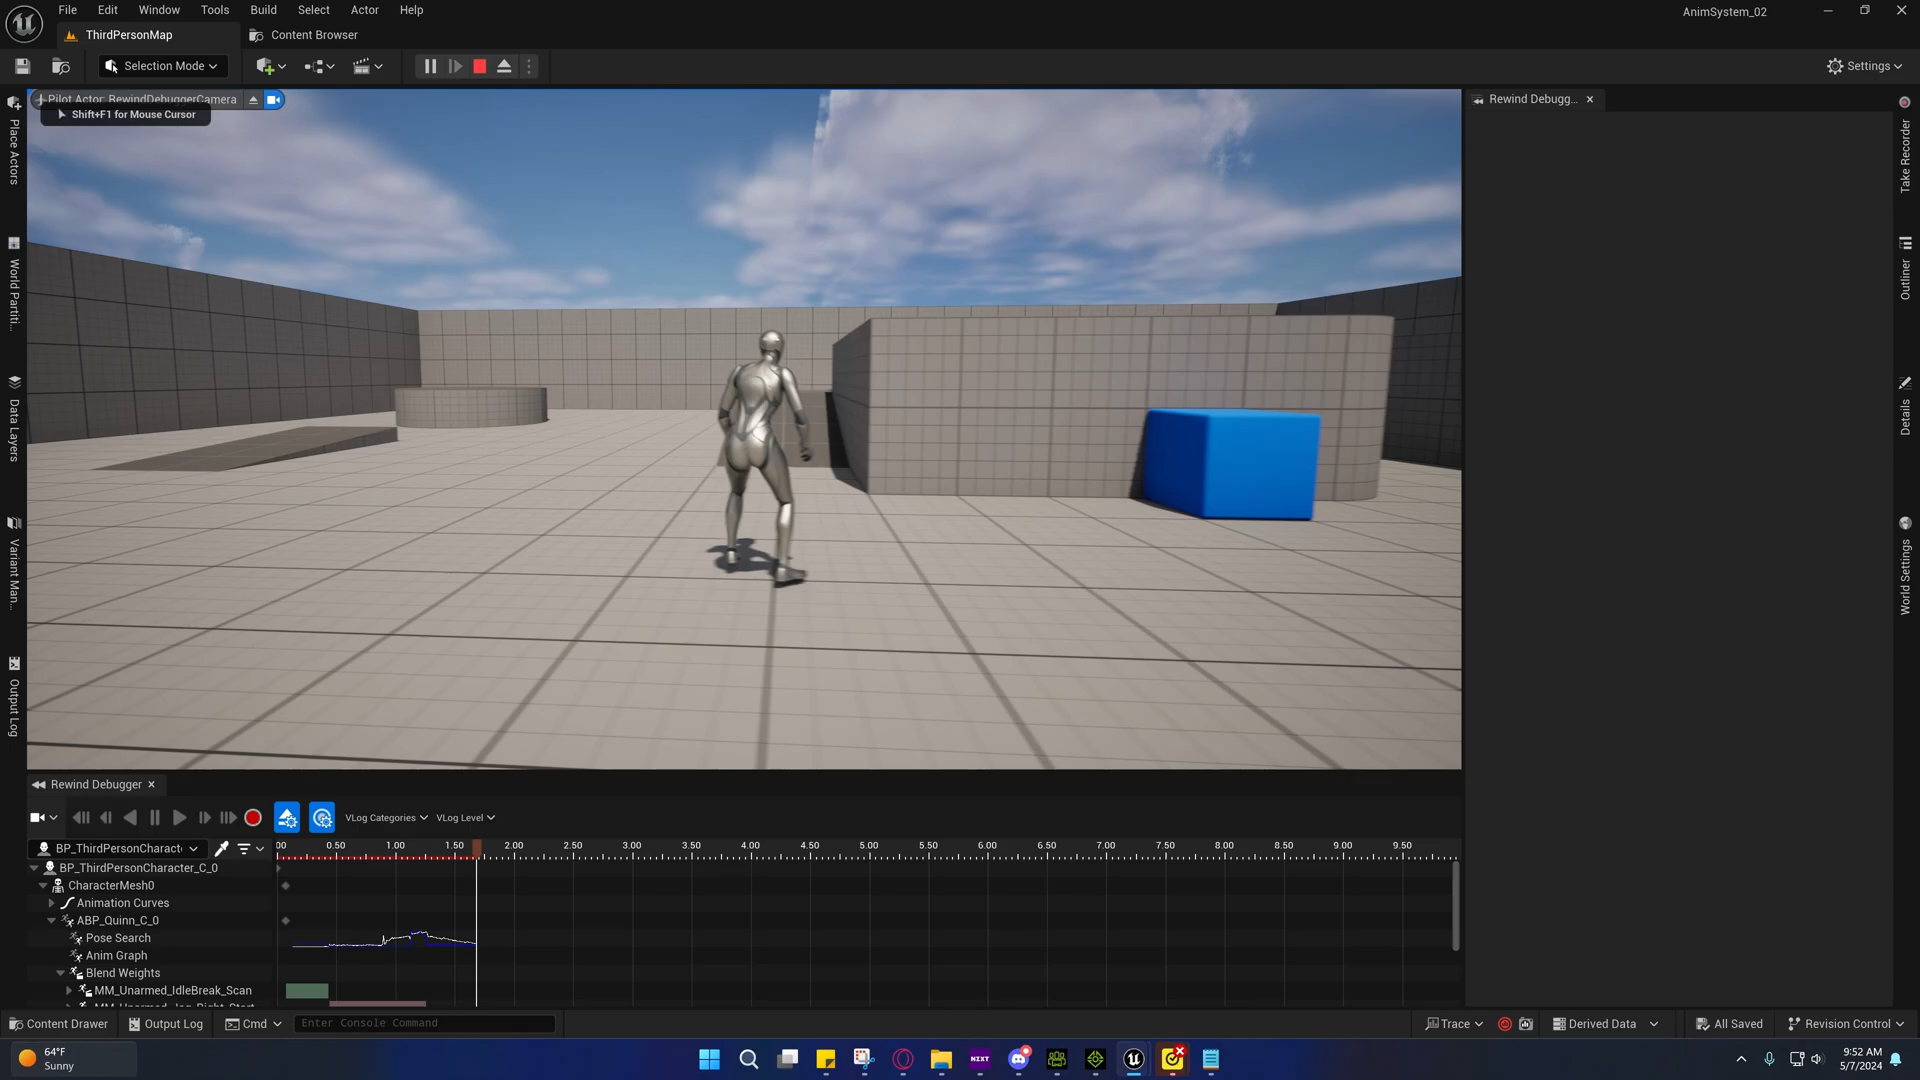 File Edit Window Tools Build Select Actor Help
AnimSystem_02
ThirdPersonMap
Content Browser
Selection Mode
Settings
Pilot Actor: RewindDebuggerCamera
Shift+F1 for Mouse Cursor
Rewind Debugg...
Place Actors
World Partiti...
Data Layers
Variant Man...
Output Log
Take Recorder
Outliner
Details
World Settings
Rewind Debugger
VLog Categories
VLog Level
BP_ThirdPersonCharact
00 0.50 1.00 1.50 2.00 2.50 3.00 3.50 4.00 4.50 5.00 5.50 6.00 6.50 7.00 7.50 8.00 8.50 9.00 9.50
BP_ThirdPersonCharacter_C_0
CharacterMesh0
Animation Curves
ABP_Quinn_C_0
Pose Search
Anim Graph
Blend Weights
MM_Unarmed_IdleBreak_Scan
Content Drawer
Output Log
Cmd
Enter Console Command
Trace
Derived Data
All Saved
Revision Control
64°F
Sunny
NZXT
9:52 AM
5/7/2024